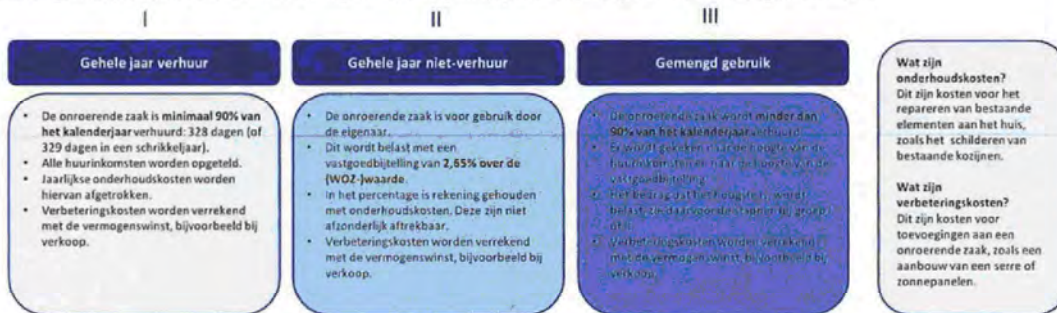 I
II
III
Gehele jaar verhuur
Gehele jaar niet-verhuur
Gemengd gebruik
• De onroerende zaak is minimaal 90% van
het kalenderjaar verhuurd: 328 dagen (of
329 dagen in een schrikkeljaar).
• Alle huurinkomsten worden opgeteld.
• Jaarlijkse onderhoudskosten worden
hiervan afgetrokken.
• Verbeteringskosten worden verrekend
met de vermogenswinst, bijvoorbeeld bij
verkoop.
• De onroerende zaak is voor gebruik door
de eigenaar.
• Dit wordt belast met een
vastgoedbijtelling van 2,65% over de
(WOZ-)waarde.
• In het percentage is rekening gehouden
met onderhoudskosten. Deze zijn niet
afzonderlijk aftrekbaar.
• Verbeteringskosten worden verrekend
met de vermogenswinst, bijvoorbeeld bij
verkoop.
• De onroerende zaak wordt minder dan
90% van het kalenderjaar verhuurd.
• Er wordt gekeken naar de hoogte van de
huurinkomsten en naar de hoogte van de
vastgoedbijtelling.
• Het bedrag dat het hoogste is, wordt
belast, zie daarvoor de stappen bij groep
• Verbeteringskosten worden verrekend
met de vermogenswinst, bijvoorbeeld bij
verkoop.
Wat zijn
onderhoudskosten?
Dit zijn kosten voor het
repareren van bestaande
elementen aan het huis,
zoals het schilderen van
bestaande kozijnen.
Wat zijn
verbeteringskosten?
Dit zijn kosten voor
toevoegingen aan een
onroerende zaak, zoals een
aanbouw van een serre of
zonnepanelen.